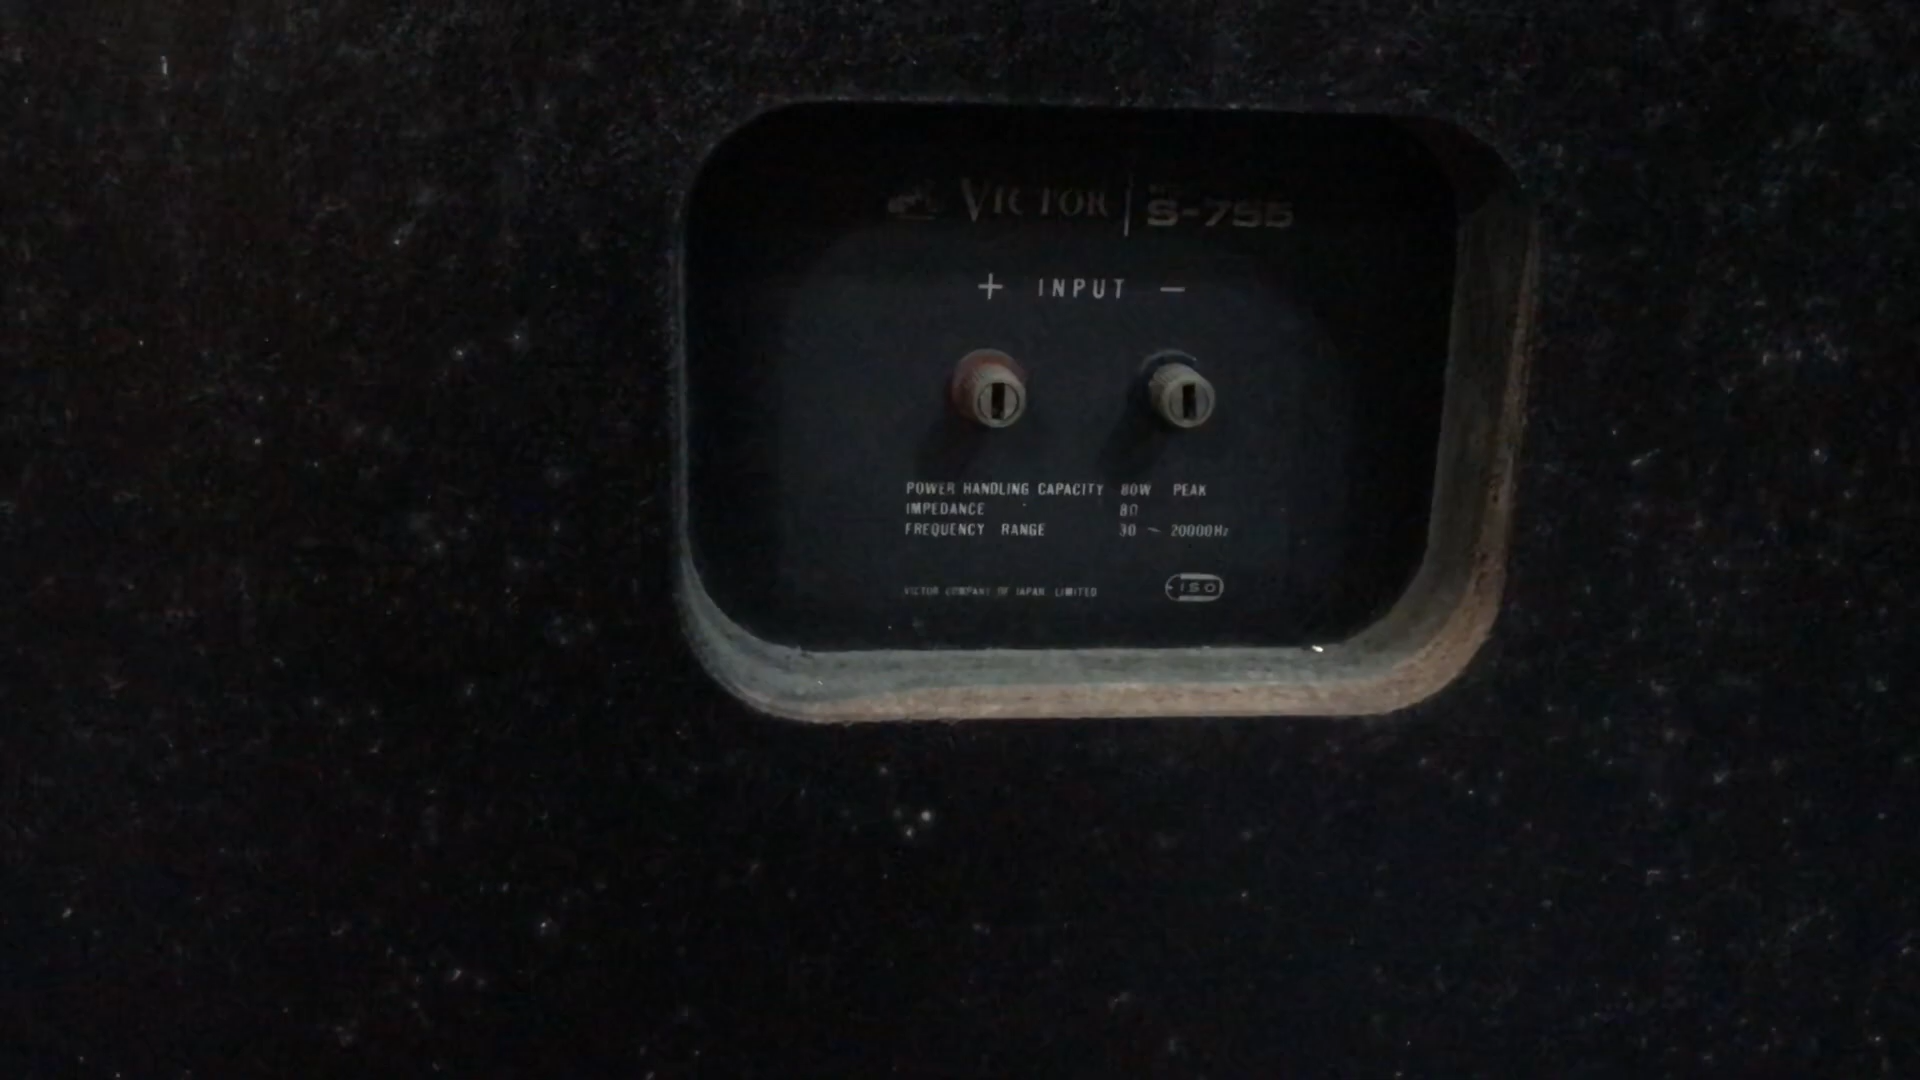 VICTOR | S-755
+ INPUT −
POWER HANDLING CAPACITY 80W PEAK
IMPEDANCE 8Ω
FREQUENCY RANGE 30 ~ 20000Hz
VICTOR COMPANY OF JAPAN, LIMITED
ISO